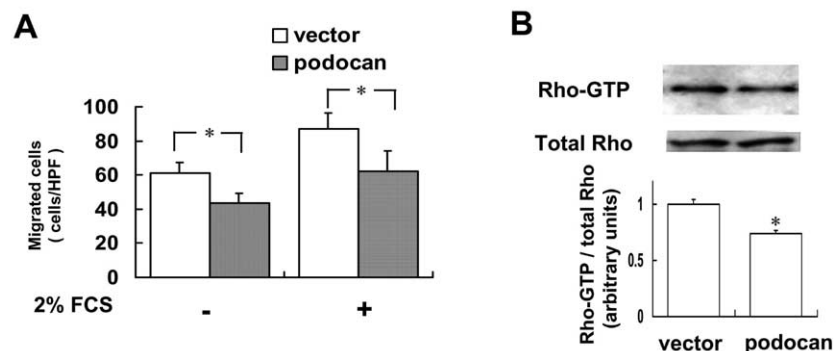 A
vector
podocan
Migrated cells
( cells/HPF)
100
80
60
40
20
0
*
*
2% FCS
-
+
B
Rho-GTP
Total Rho
Rho-GTP / total Rho
(arbitrary units)
1
0.5
0
*
vector podocan